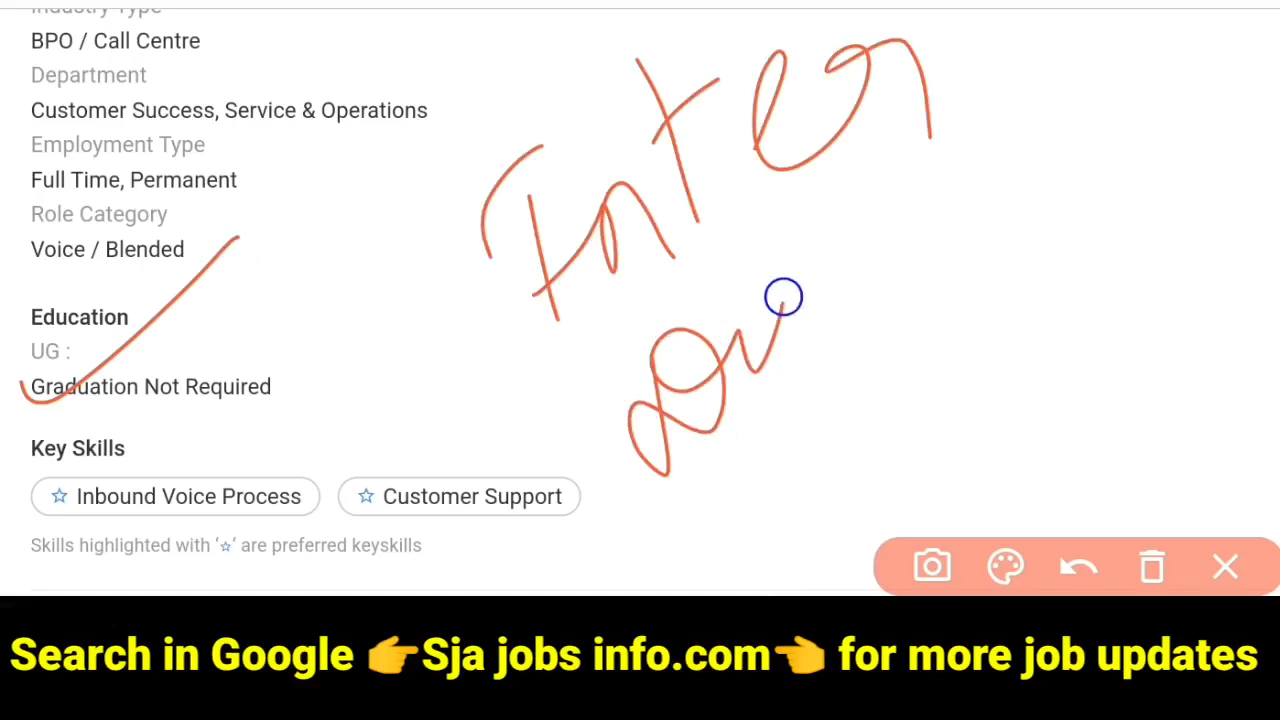 Industry Type
BPO / Call Centre
Department
Customer Success, Service & Operations
Employment Type
Full Time, Permanent
Role Category
Voice / Blended
Inter
Education
UG :
Graduation Not Required
Key Skills
☆ Inbound Voice Process ☆ Customer Support
Skills highlighted with ‘☆‘ are preferred keyskills
Search in Google 👉Sja jobs info.com👈 for more job updates